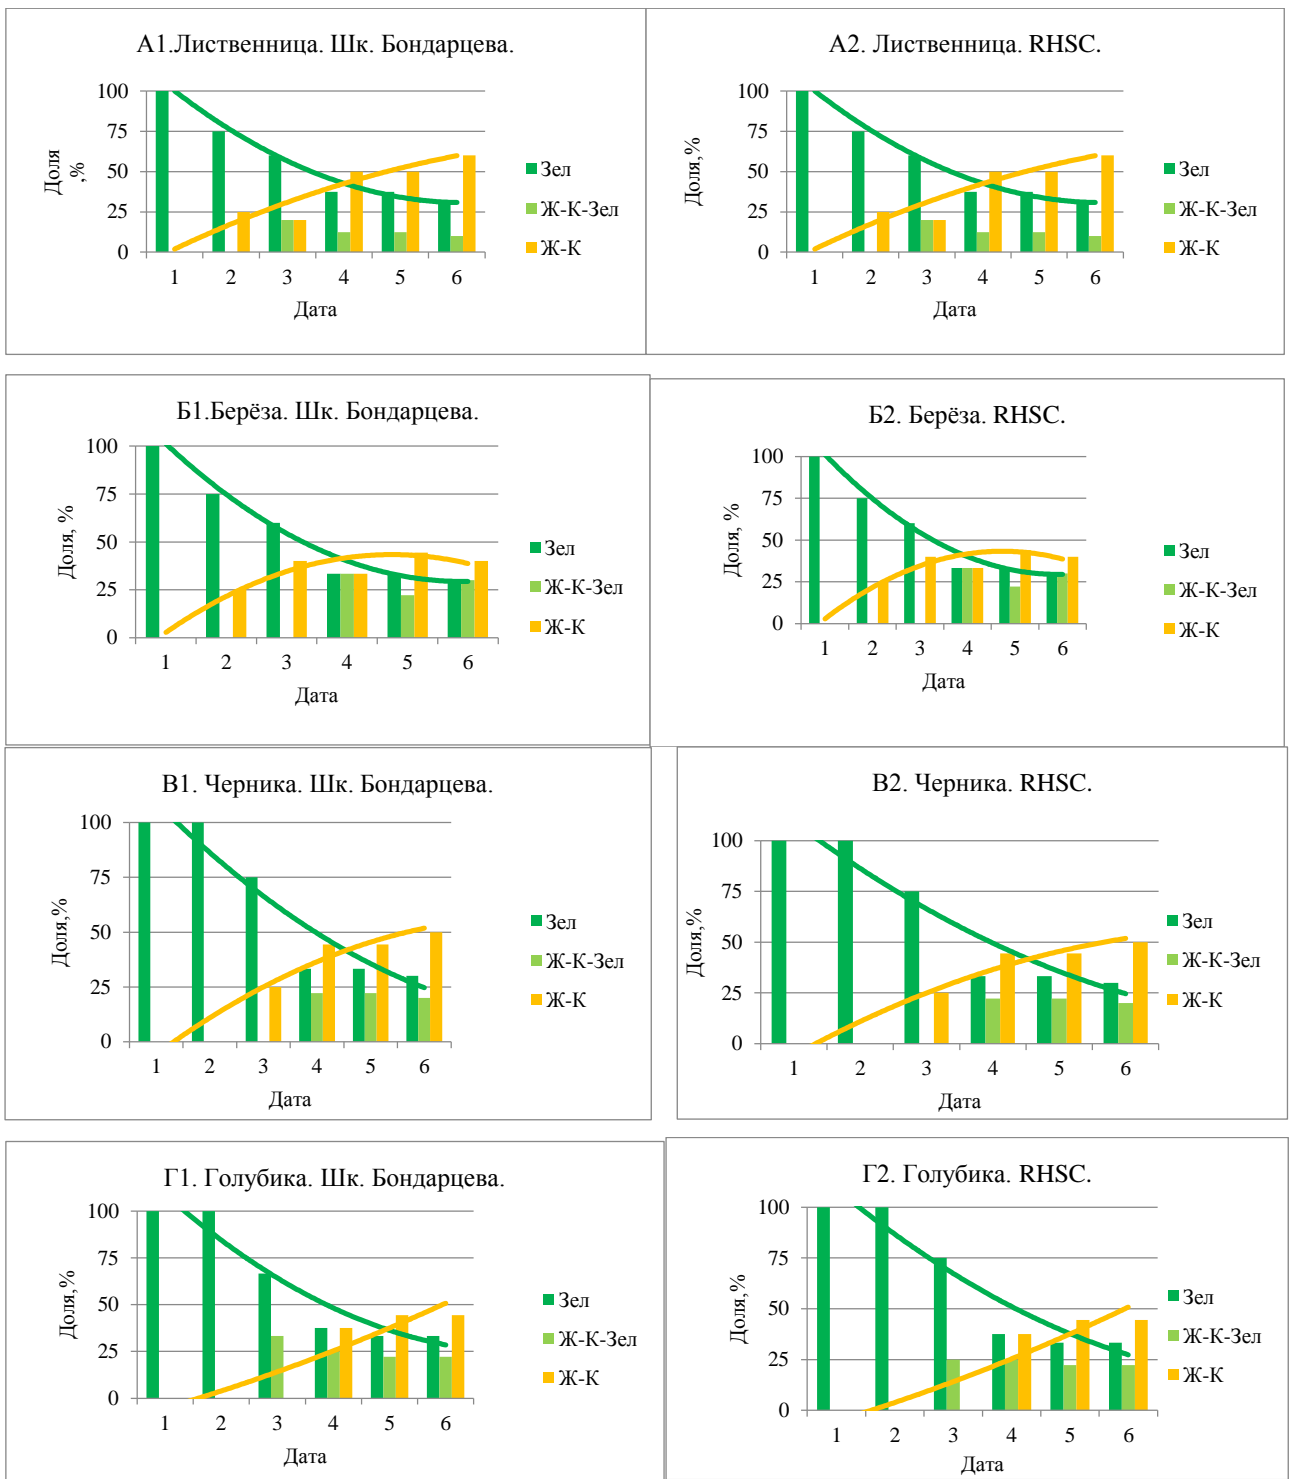 А1.Лиственница. Шк. Бондарцева.
100
75
50
25
0
Доля
,%
1 2 3 4 5 6
Дата
Зел
Ж-К-Зел
Ж-К
А2. Лиственница. RHSC.
100
75
50
25
0
Доля,%
1 2 3 4 5 6
Дата
Зел
Ж-К-Зел
Ж-К
Б1.Берёза. Шк. Бондарцева.
100
75
50
25
0
Доля, %
1 2 3 4 5 6
Дата
Зел
Ж-К-Зел
Ж-К
Б2. Берёза. RHSC.
100
75
50
25
0
Доля, %
1 2 3 4 5 6
Дата
Зел
Ж-К-Зел
Ж-К
В1. Черника. Шк. Бондарцева.
100
75
50
25
0
Доля,%
1 2 3 4 5 6
Дата
Зел
Ж-К-Зел
Ж-К
В2. Черника. RHSC.
100
75
50
25
0
Доля,%
1 2 3 4 5 6
Дата
Зел
Ж-К-Зел
Ж-К
Г1. Голубика. Шк. Бондарцева.
100
75
50
25
0
Доля,%
1 2 3 4 5 6
Дата
Зел
Ж-К-Зел
Ж-К
Г2. Голубика. RHSC.
100
75
50
25
0
Доля,%
1 2 3 4 5 6
Дата
Зел
Ж-К-Зел
Ж-К